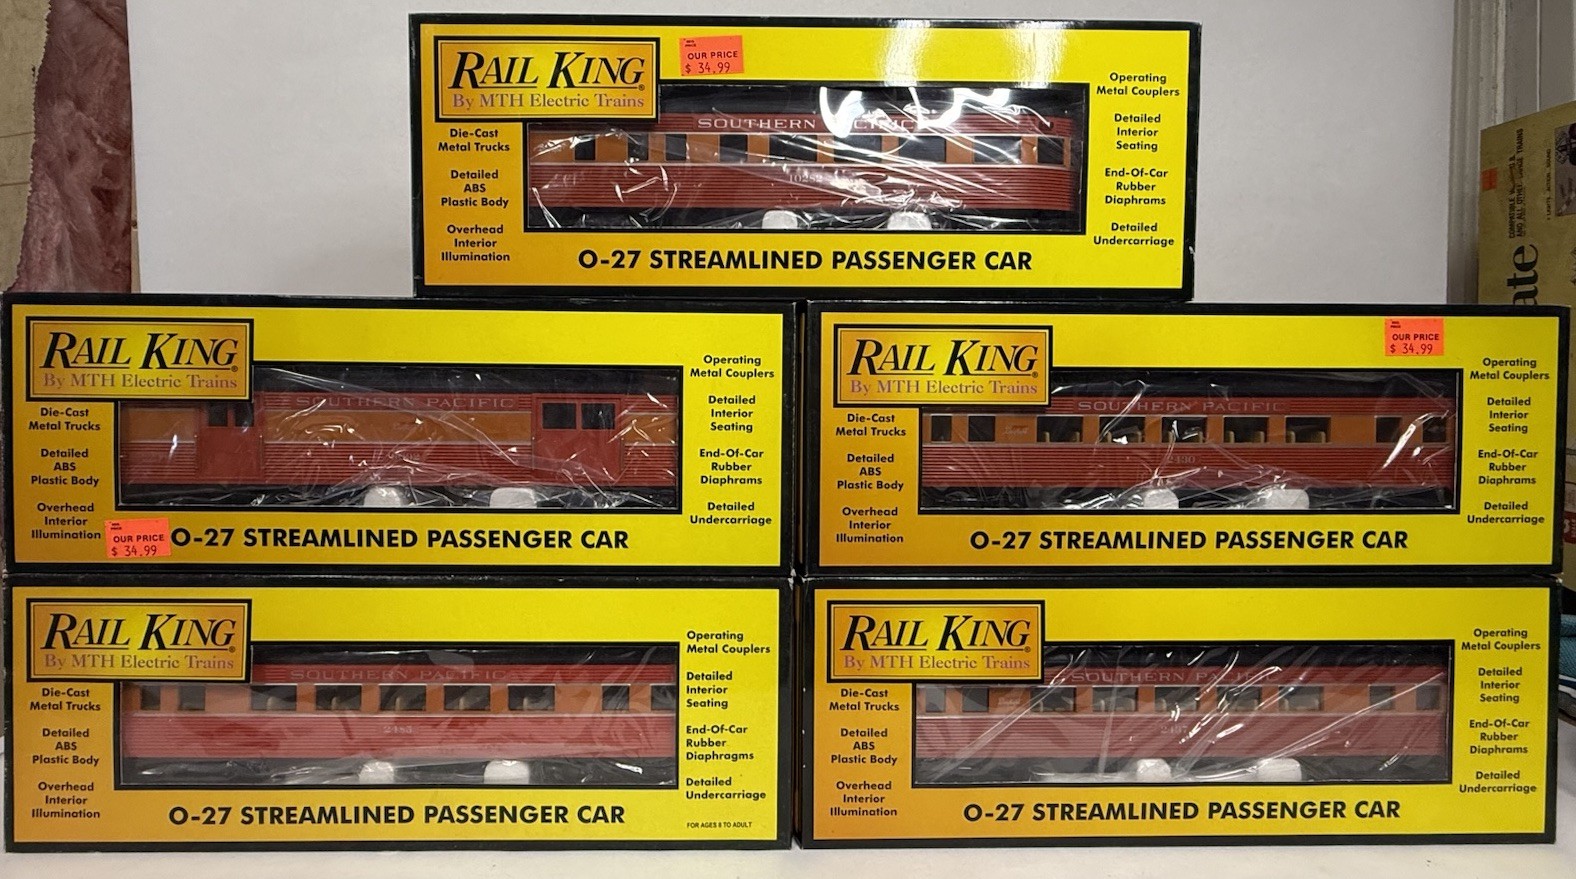 RAIL KING®
By MTH Electric Trains
OUR PRICE
$ 34.99
Die-Cast
Metal Trucks
Detailed
ABS
Plastic Body
Overhead
Interior
Illumination
SOUTHERN PACIFIC
10282
Operating
Metal Couplers
Detailed
Interior
Seating
End-Of-Car
Rubber
Diaphrams
Detailed
Undercarriage
O-27 STREAMLINED PASSENGER CAR
RAIL KING®
By MTH Electric Trains
Die-Cast
Metal Trucks
Detailed
ABS
Plastic Body
Overhead
Interior
Illumination
OUR PRICE
$ 34.99
SOUTHERN PACIFIC
Operating
Metal Couplers
Detailed
Interior
Seating
End-Of-Car
Rubber
Diaphrams
Detailed
Undercarriage
O-27 STREAMLINED PASSENGER CAR
RAIL KING®
By MTH Electric Trains
OUR PRICE
$ 34.99
Die-Cast
Metal Trucks
Detailed
ABS
Plastic Body
Overhead
Interior
Illumination
SOUTHERN PACIFIC
2430
Operating
Metal Couplers
Detailed
Interior
Seating
End-Of-Car
Rubber
Diaphrams
Detailed
Undercarriage
O-27 STREAMLINED PASSENGER CAR
RAIL KING®
By MTH Electric Trains
Die-Cast
Metal Trucks
Detailed
ABS
Plastic Body
Overhead
Interior
Illumination
SOUTHERN PACIFIC
2483
Operating
Metal Couplers
Detailed
Interior
Seating
End-Of-Car
Rubber
Diaphragms
Detailed
Undercarriage
O-27 STREAMLINED PASSENGER CAR
FOR AGES 8 TO ADULT
RAIL KING®
By MTH Electric Trains
Die-Cast
Metal Trucks
Detailed
ABS
Plastic Body
Overhead
Interior
Illumination
SOUTHERN PACIFIC
Operating
Metal Couplers
Detailed
Interior
Seating
End-Of-Car
Rubber
Diaphrams
Detailed
Undercarriage
O-27 STREAMLINED PASSENGER CAR
ate